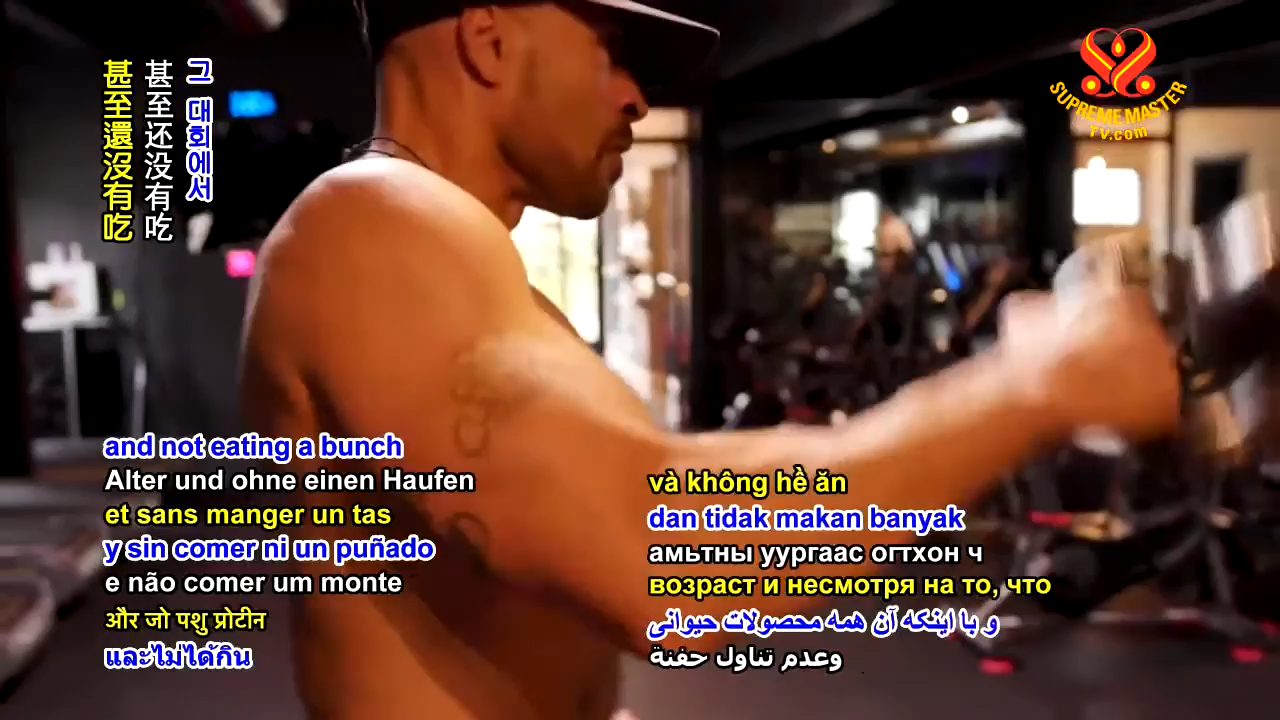 甚至還沒有吃
甚至还没有吃
그 대회에서
SUPREME MASTER
TV.com
and not eating a bunch
Alter und ohne einen Haufen
et sans manger un tas
y sin comer ni un puñado
e não comer um monte
और जो पशु प्रोटीन
และไม่ได้กิน
và không hề ăn
dan tidak makan banyak
амьтны уургаас огтхон ч
возраст и несмотря на то, что
و با اینکه آن همه محصولات حیوانی
وعدم تناول حفنة